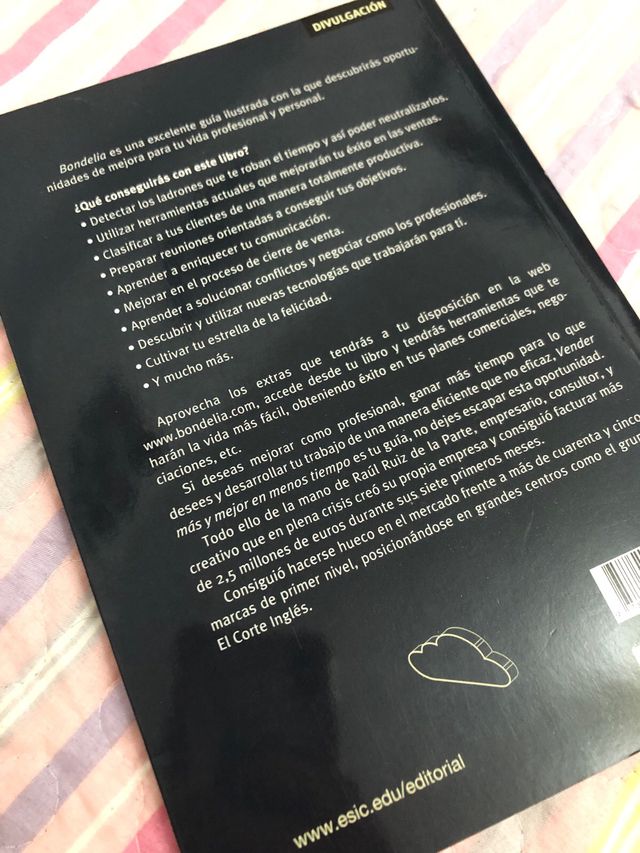 DIVULGACIÓN
Bondelia es una excelente guía ilustrada con la que descubrirás oportu-
nidades de mejora para tu vida profesional y personal.
¿Qué conseguirás con este libro?
• Detectar los ladrones que te roban el tiempo y así poder neutralizarlos.
• Utilizar herramientas actuales que mejorarán tu éxito en las ventas.
• Clasificar a tus clientes de una manera totalmente productiva.
• Preparar reuniones orientadas a conseguir tus objetivos.
• Aprender a enriquecer tu comunicación.
• Mejorar en el proceso de cierre de venta.
• Aprender a solucionar conflictos y negociar como los profesionales.
• Descubrir y utilizar nuevas tecnologías que trabajarán para ti.
• Cultivar tu estrella de la felicidad.
• Y mucho más.
Aprovecha los extras que tendrás a tu disposición en la web
www.bondelia.com, accede desde tu libro y tendrás herramientas que te
harán la vida más fácil, obteniendo éxito en tus planes comerciales, nego-
ciaciones, etc.
Si deseas mejorar como profesional, ganar más tiempo para lo que
desees y desarrollar tu trabajo de una manera eficiente que no eficaz, Vender
más y mejor en menos tiempo es tu guía, no dejes escapar esta oportunidad.
Todo ello de la mano de Raúl Ruiz de la Parte, empresario, consultor, y
creativo que en plena crisis creó su propia empresa y consiguió facturar más
de 2,5 millones de euros durante sus siete primeros meses.
Consiguió hacerse hueco en el mercado frente a más de cuarenta y cinco
marcas de primer nivel, posicionándose en grandes centros como el grupo
El Corte Inglés.
www.esic.edu/editorial